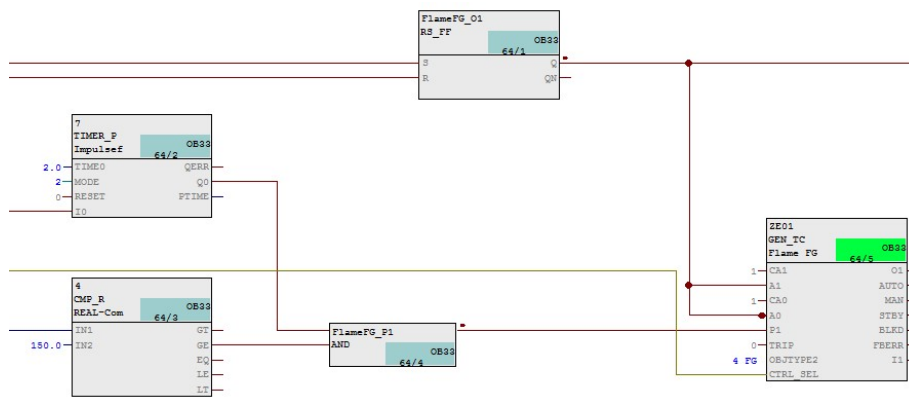 FlameFG_O1
RS_FF
OB33
64/1
S Q
R QN
7
TIMER_P
Impulsef
OB33
64/2
2.0 TIME0 QERR
2 MODE Q0
0 RESET PTIME
I0
ZE01
GEN_TC
Flame FG
OB33
64/5
1 CA1 O1
A1 AUTO
1 CA0 MAN
A0 STBY
P1 BLKD
0 TRIP FBERR
4 FG OBJTYPE2 I1
CTRL_SEL
4
CMP_R
REAL-Com
OB33
64/3
IN1 GT
150.0 IN2 GE
EQ
LE
LT
FlameFG_P1
AND
OB33
64/4